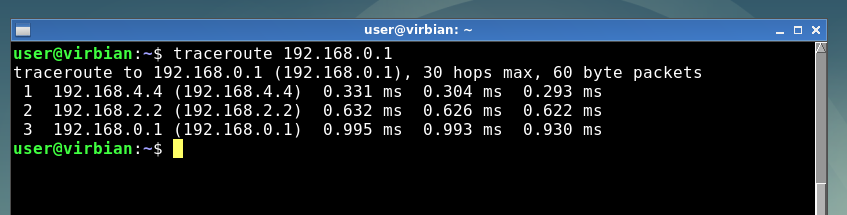 user@virbian: ~
user@virbian:~$ traceroute 192.168.0.1
traceroute to 192.168.0.1 (192.168.0.1), 30 hops max, 60 byte packets
 1  192.168.4.4 (192.168.4.4)  0.331 ms  0.304 ms  0.293 ms
 2  192.168.2.2 (192.168.2.2)  0.632 ms  0.626 ms  0.622 ms
 3  192.168.0.1 (192.168.0.1)  0.995 ms  0.993 ms  0.930 ms
user@virbian:~$